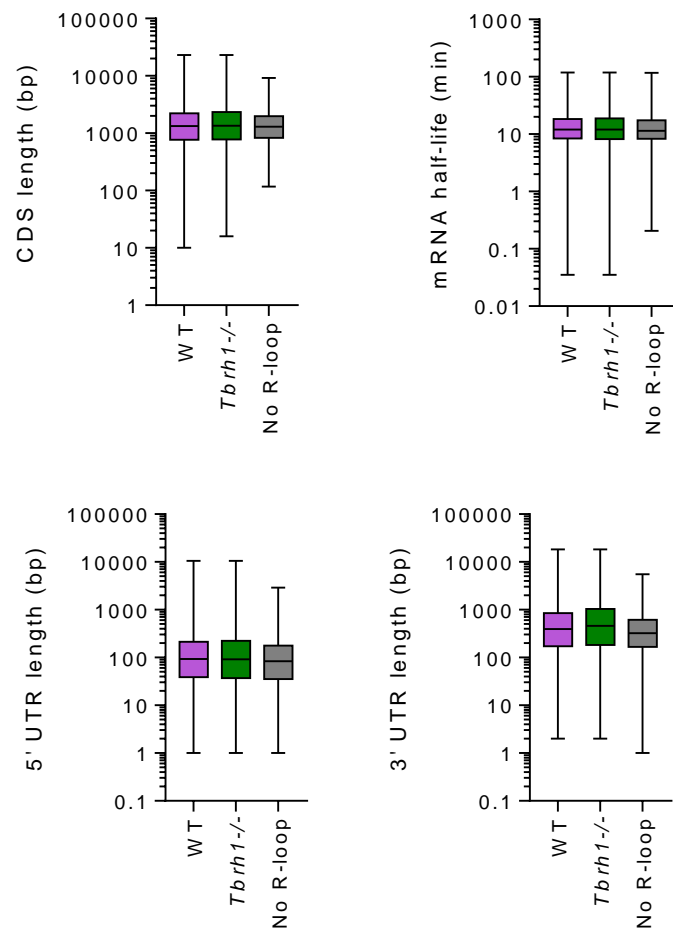 CDS length (bp)
100000
10000
1000
100
10
1
WT
Tbrh1-/-
No R-loop
mRNA half-life (min)
1000
100
10
1
0.1
0.01
WT
Tbrh1-/-
No R-loop
5' UTR length (bp)
100000
10000
1000
100
10
1
0.1
WT
Tbrh1-/-
No R-loop
3' UTR length (bp)
100000
10000
1000
100
10
1
0.1
WT
Tbrh1-/-
No R-loop